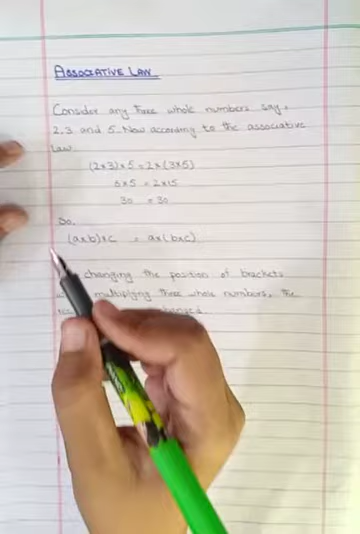 ASSOCIATIVE LAW
Consider any three whole numbers say,
2,3 and 5. Now according to the associative
law.
(2×3)×5 = 2×(3×5)
6×5 = 2×15
30 = 30
So,
(a×b)×c = a×(b×c)
changing the position of brackets
multiplying three whole numbers, the